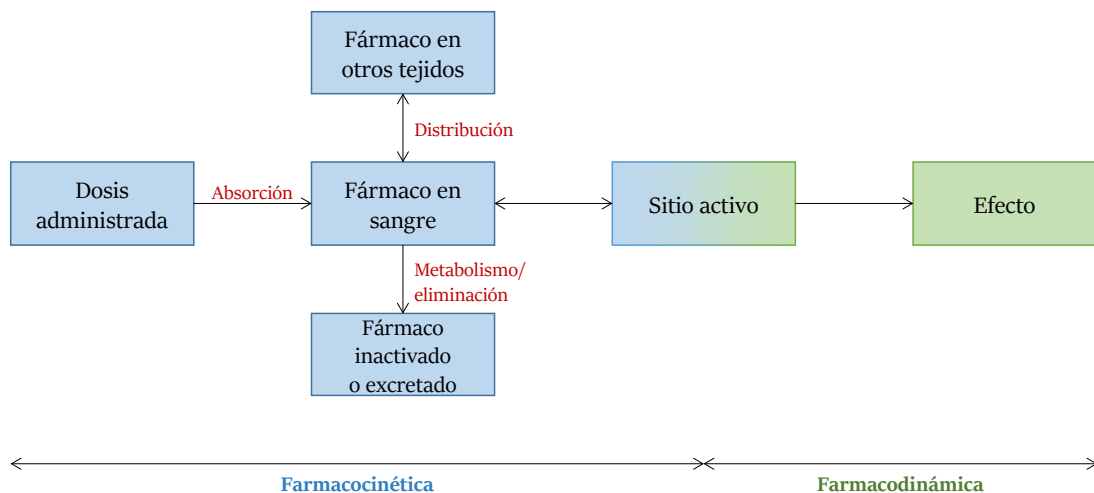 Fármaco en
otros tejidos
Distribución
Dosis
administrada
Absorción
Fármaco en
sangre
Sitio activo
Efecto
Metabolismo/
eliminación
Fármaco
inactivado
o excretado
Farmacocinética
Farmacodinámica